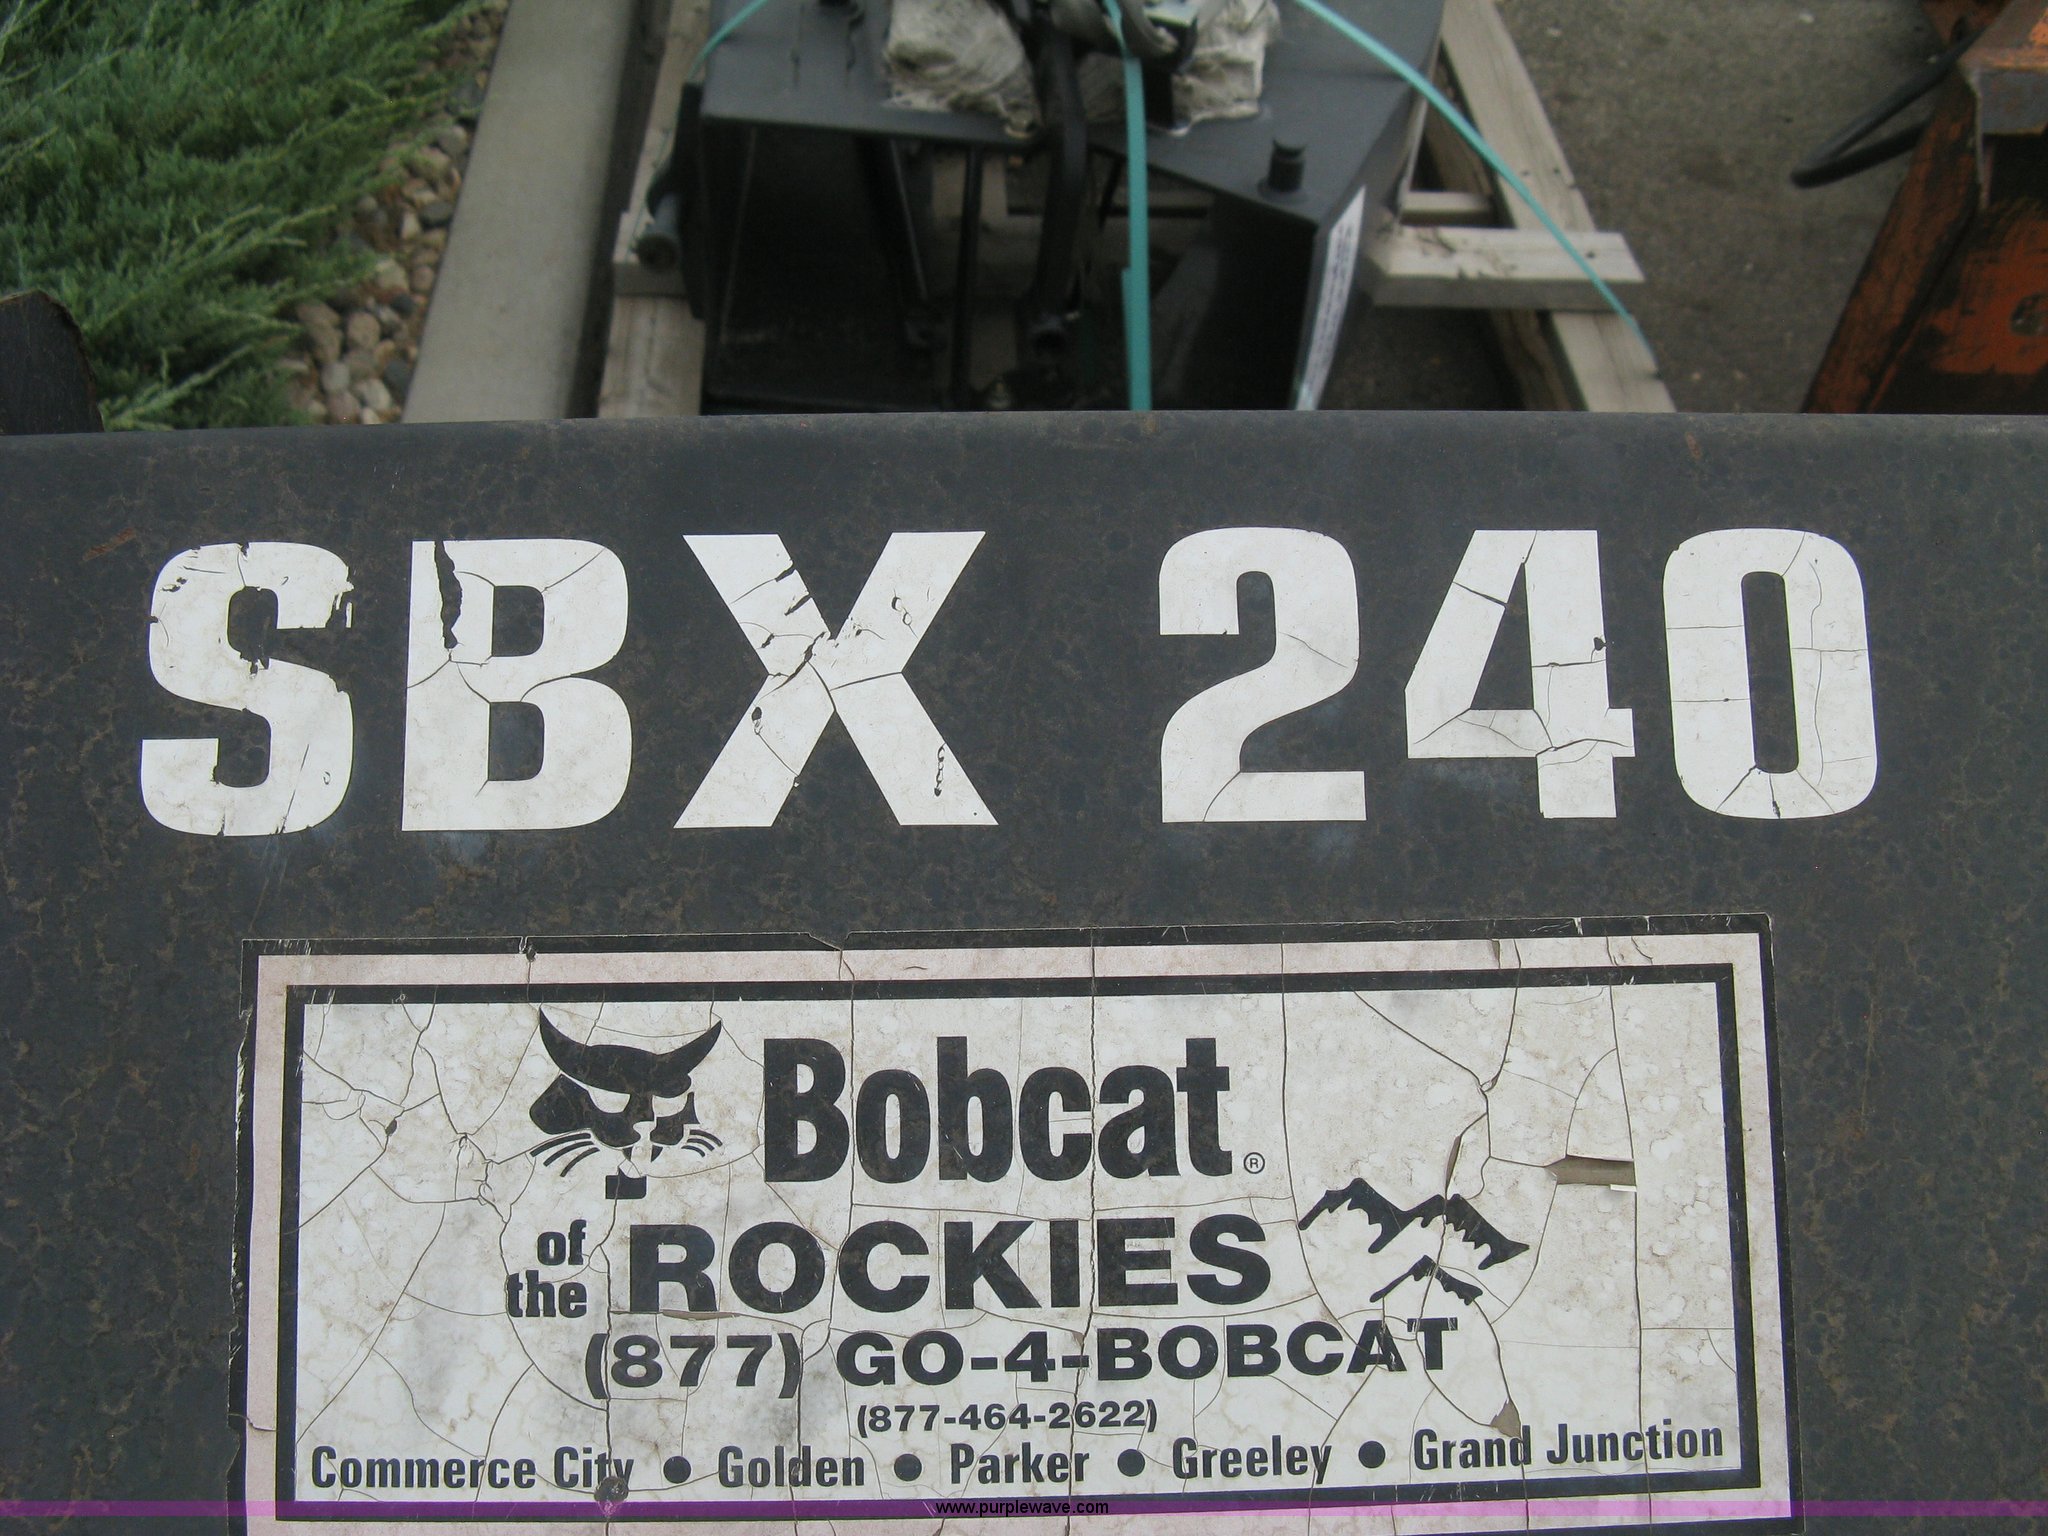 SBX 240
Bobcat®
of the ROCKIES
(877) GO-4-BOBCAT
(877-464-2622)
Commerce City • Golden • Parker • Greeley • Grand Junction
www.purplewave.com